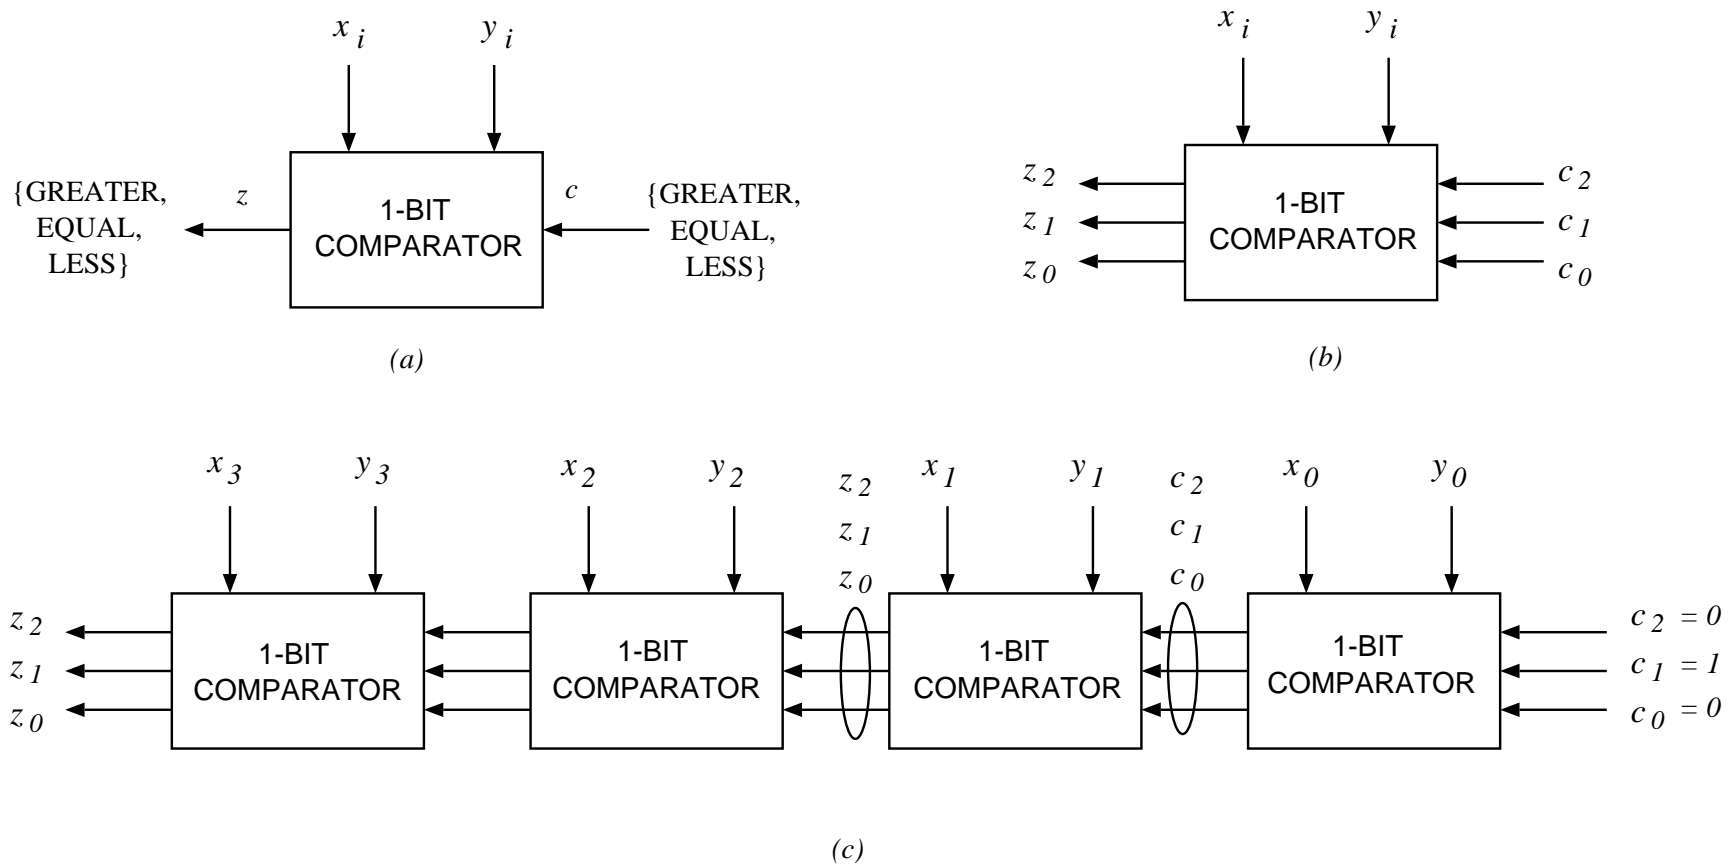 x i y i
{GREATER,
EQUAL,
LESS}
z
1-BIT
COMPARATOR
c
{GREATER,
EQUAL,
LESS}
(a)
x i y i
z 2
z 1
z 0
1-BIT
COMPARATOR
c 2
c 1
c 0
(b)
x 3 y 3 x 2 y 2 x 1 y 1 x 0 y 0
z 2
z 1
z 0
c 2
c 1
c 0
z 2
z 1
z 0
1-BIT
COMPARATOR
1-BIT
COMPARATOR
1-BIT
COMPARATOR
1-BIT
COMPARATOR
c 2 = 0
c 1 = 1
c 0 = 0
(c)